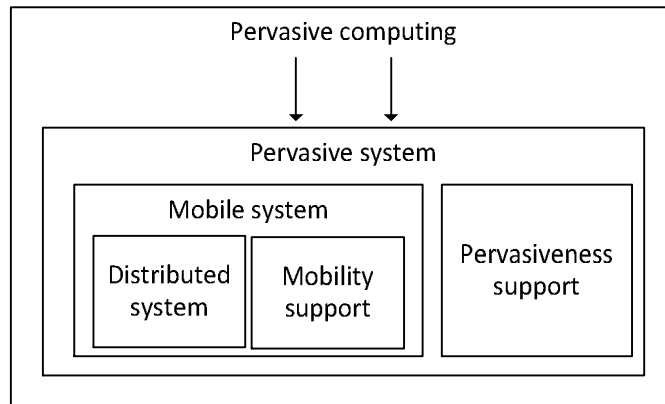 Pervasive computing
Pervasive system
Mobile system
Distributed
system
Mobility
support
Pervasiveness
support